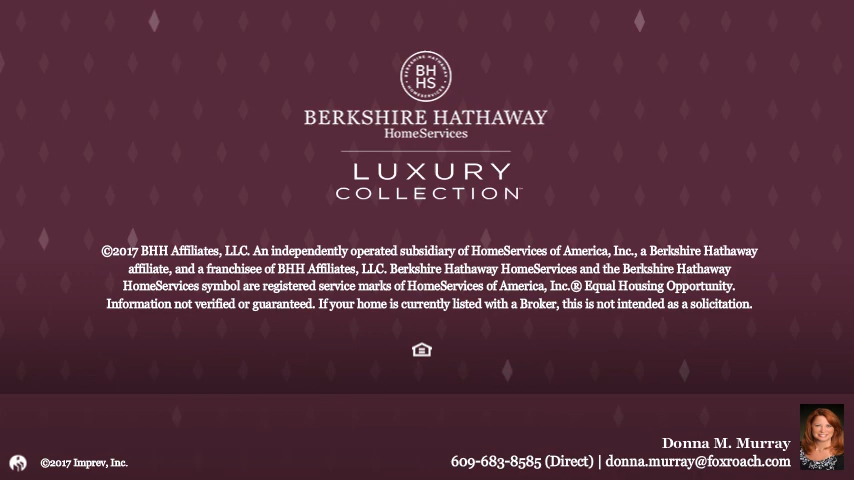 BERKSHIRE HATHAWAY HOMESERVICES
BH
HS
BERKSHIRE HATHAWAY
HomeServices
LUXURY
COLLECTION™
©2017 BHH Affiliates, LLC. An independently operated subsidiary of HomeServices of America, Inc., a Berkshire Hathaway
affiliate, and a franchisee of BHH Affiliates, LLC. Berkshire Hathaway HomeServices and the Berkshire Hathaway
HomeServices symbol are registered service marks of HomeServices of America, Inc.® Equal Housing Opportunity.
Information not verified or guaranteed. If your home is currently listed with a Broker, this is not intended as a solicitation.
Donna M. Murray
609-683-8585 (Direct) | donna.murray@foxroach.com
©2017 Imprev, Inc.